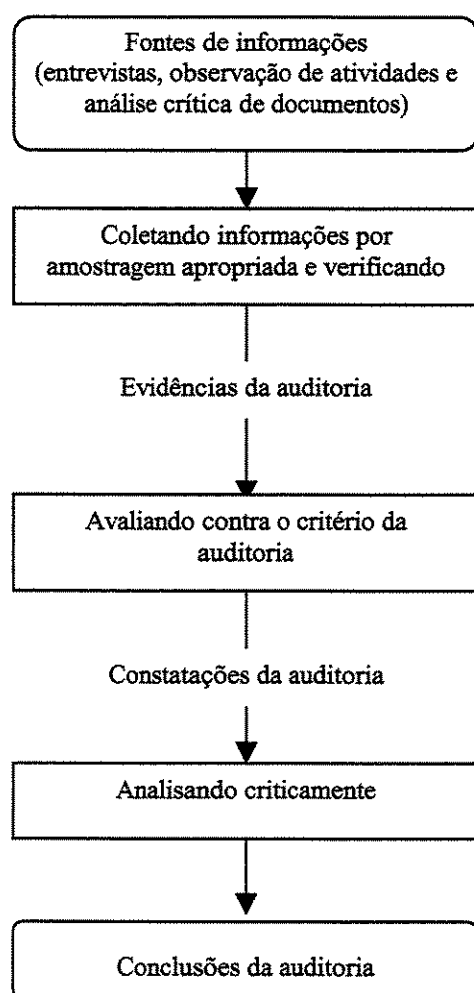 Fontes de informações
(entrevistas, observação de atividades e
análise crítica de documentos)
Coletando informações por
amostragem apropriada e verificando
Evidências da auditoria
Avaliando contra o critério da
auditoria
Constatações da auditoria
Analisando criticamente
Conclusões da auditoria